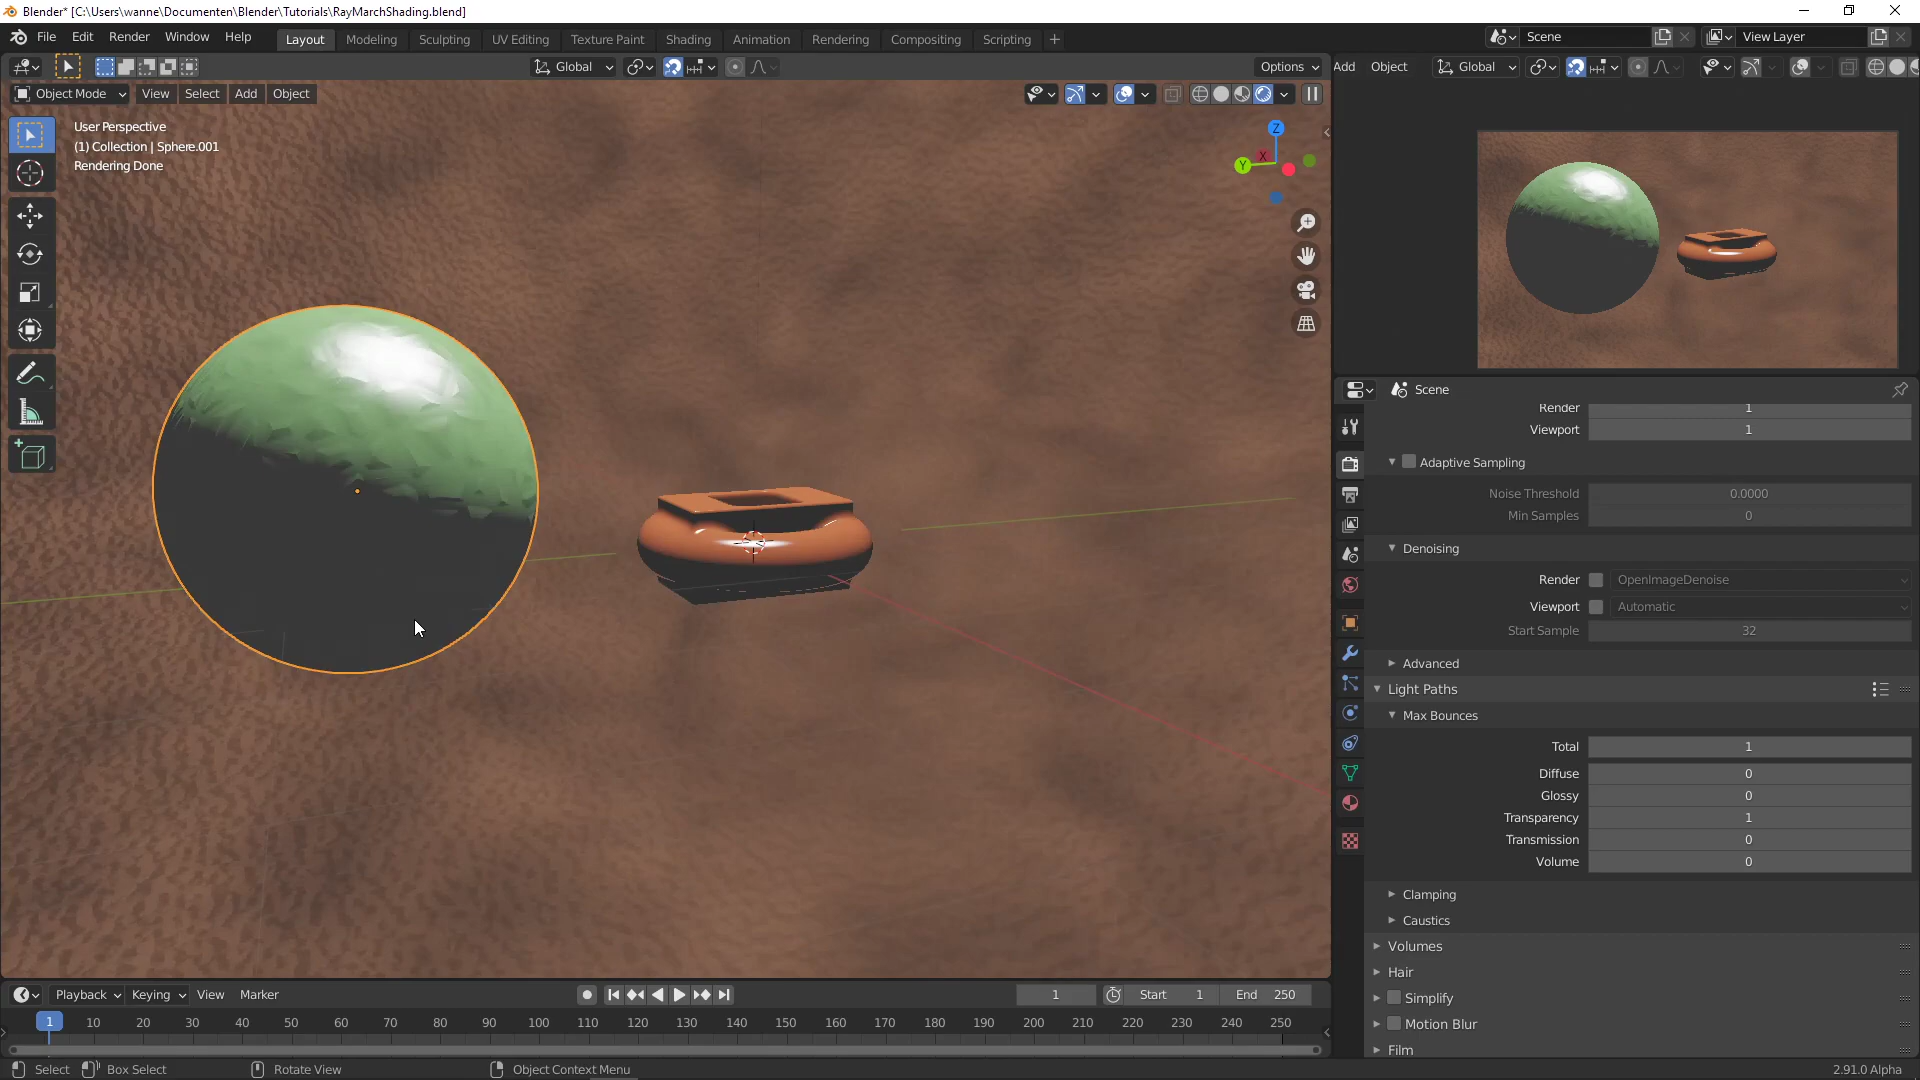 Blender* [C:\Users\wanne\Documenten\Blender\Tutorials\RayMarchShading.blend]
File Edit Render Window Help Layout Modeling Sculpting UV Editing Texture Paint Shading Animation Rendering Compositing Scripting + Scene View Layer
Global Options Add Object Global
Object Mode View Select Add Object
User Perspective
(1) Collection | Sphere.001
Rendering Done
Z
Y X
Scene
Render 1
Viewport 1
Adaptive Sampling
Noise Threshold 0.0000
Min Samples 0
Denoising
Render OpenImageDenoise
Viewport Automatic
Start Sample 32
Advanced
Light Paths
Max Bounces
Total 1
Diffuse 0
Glossy 0
Transparency 1
Transmission 0
Volume 0
Clamping
Caustics
Volumes
Hair
Simplify
Motion Blur
Film
Playback Keying View Marker 1 Start 1 End 250
1 10 20 30 40 50 60 70 80 90 100 110 120 130 140 150 160 170 180 190 200 210 220 230 240 250
Select Box Select Rotate View Object Context Menu 2.91.0 Alpha